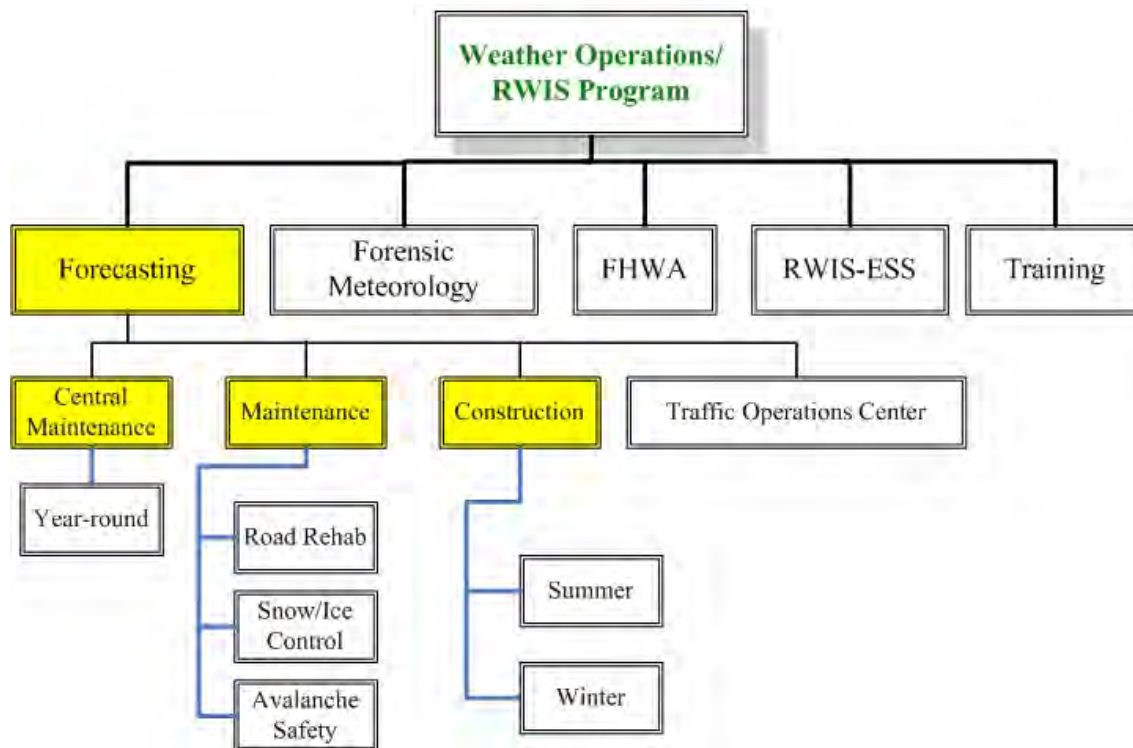 Weather Operations/
RWIS Program
Forecasting
Forensic
Meteorology
FHWA
RWIS-ESS
Training
Central
Maintenance
Maintenance
Construction
Traffic Operations Center
Year-round
Road Rehab
Snow/Ice
Control
Avalanche
Safety
Summer
Winter